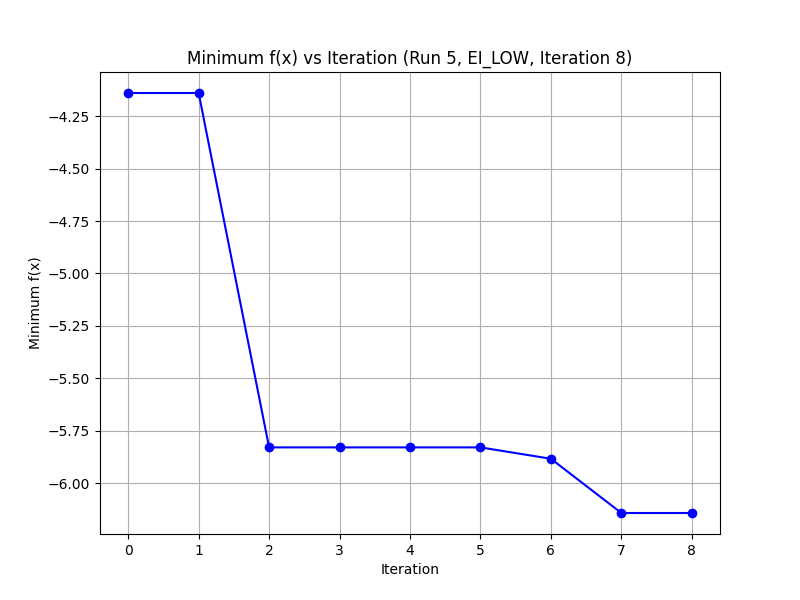 Minimum f(x) vs Iteration (Run 5, EI_LOW, Iteration 8)
Minimum f(x)
−4.25
−4.50
−4.75
−5.00
−5.25
−5.50
−5.75
−6.00
0 1 2 3 4 5 6 7 8
Iteration